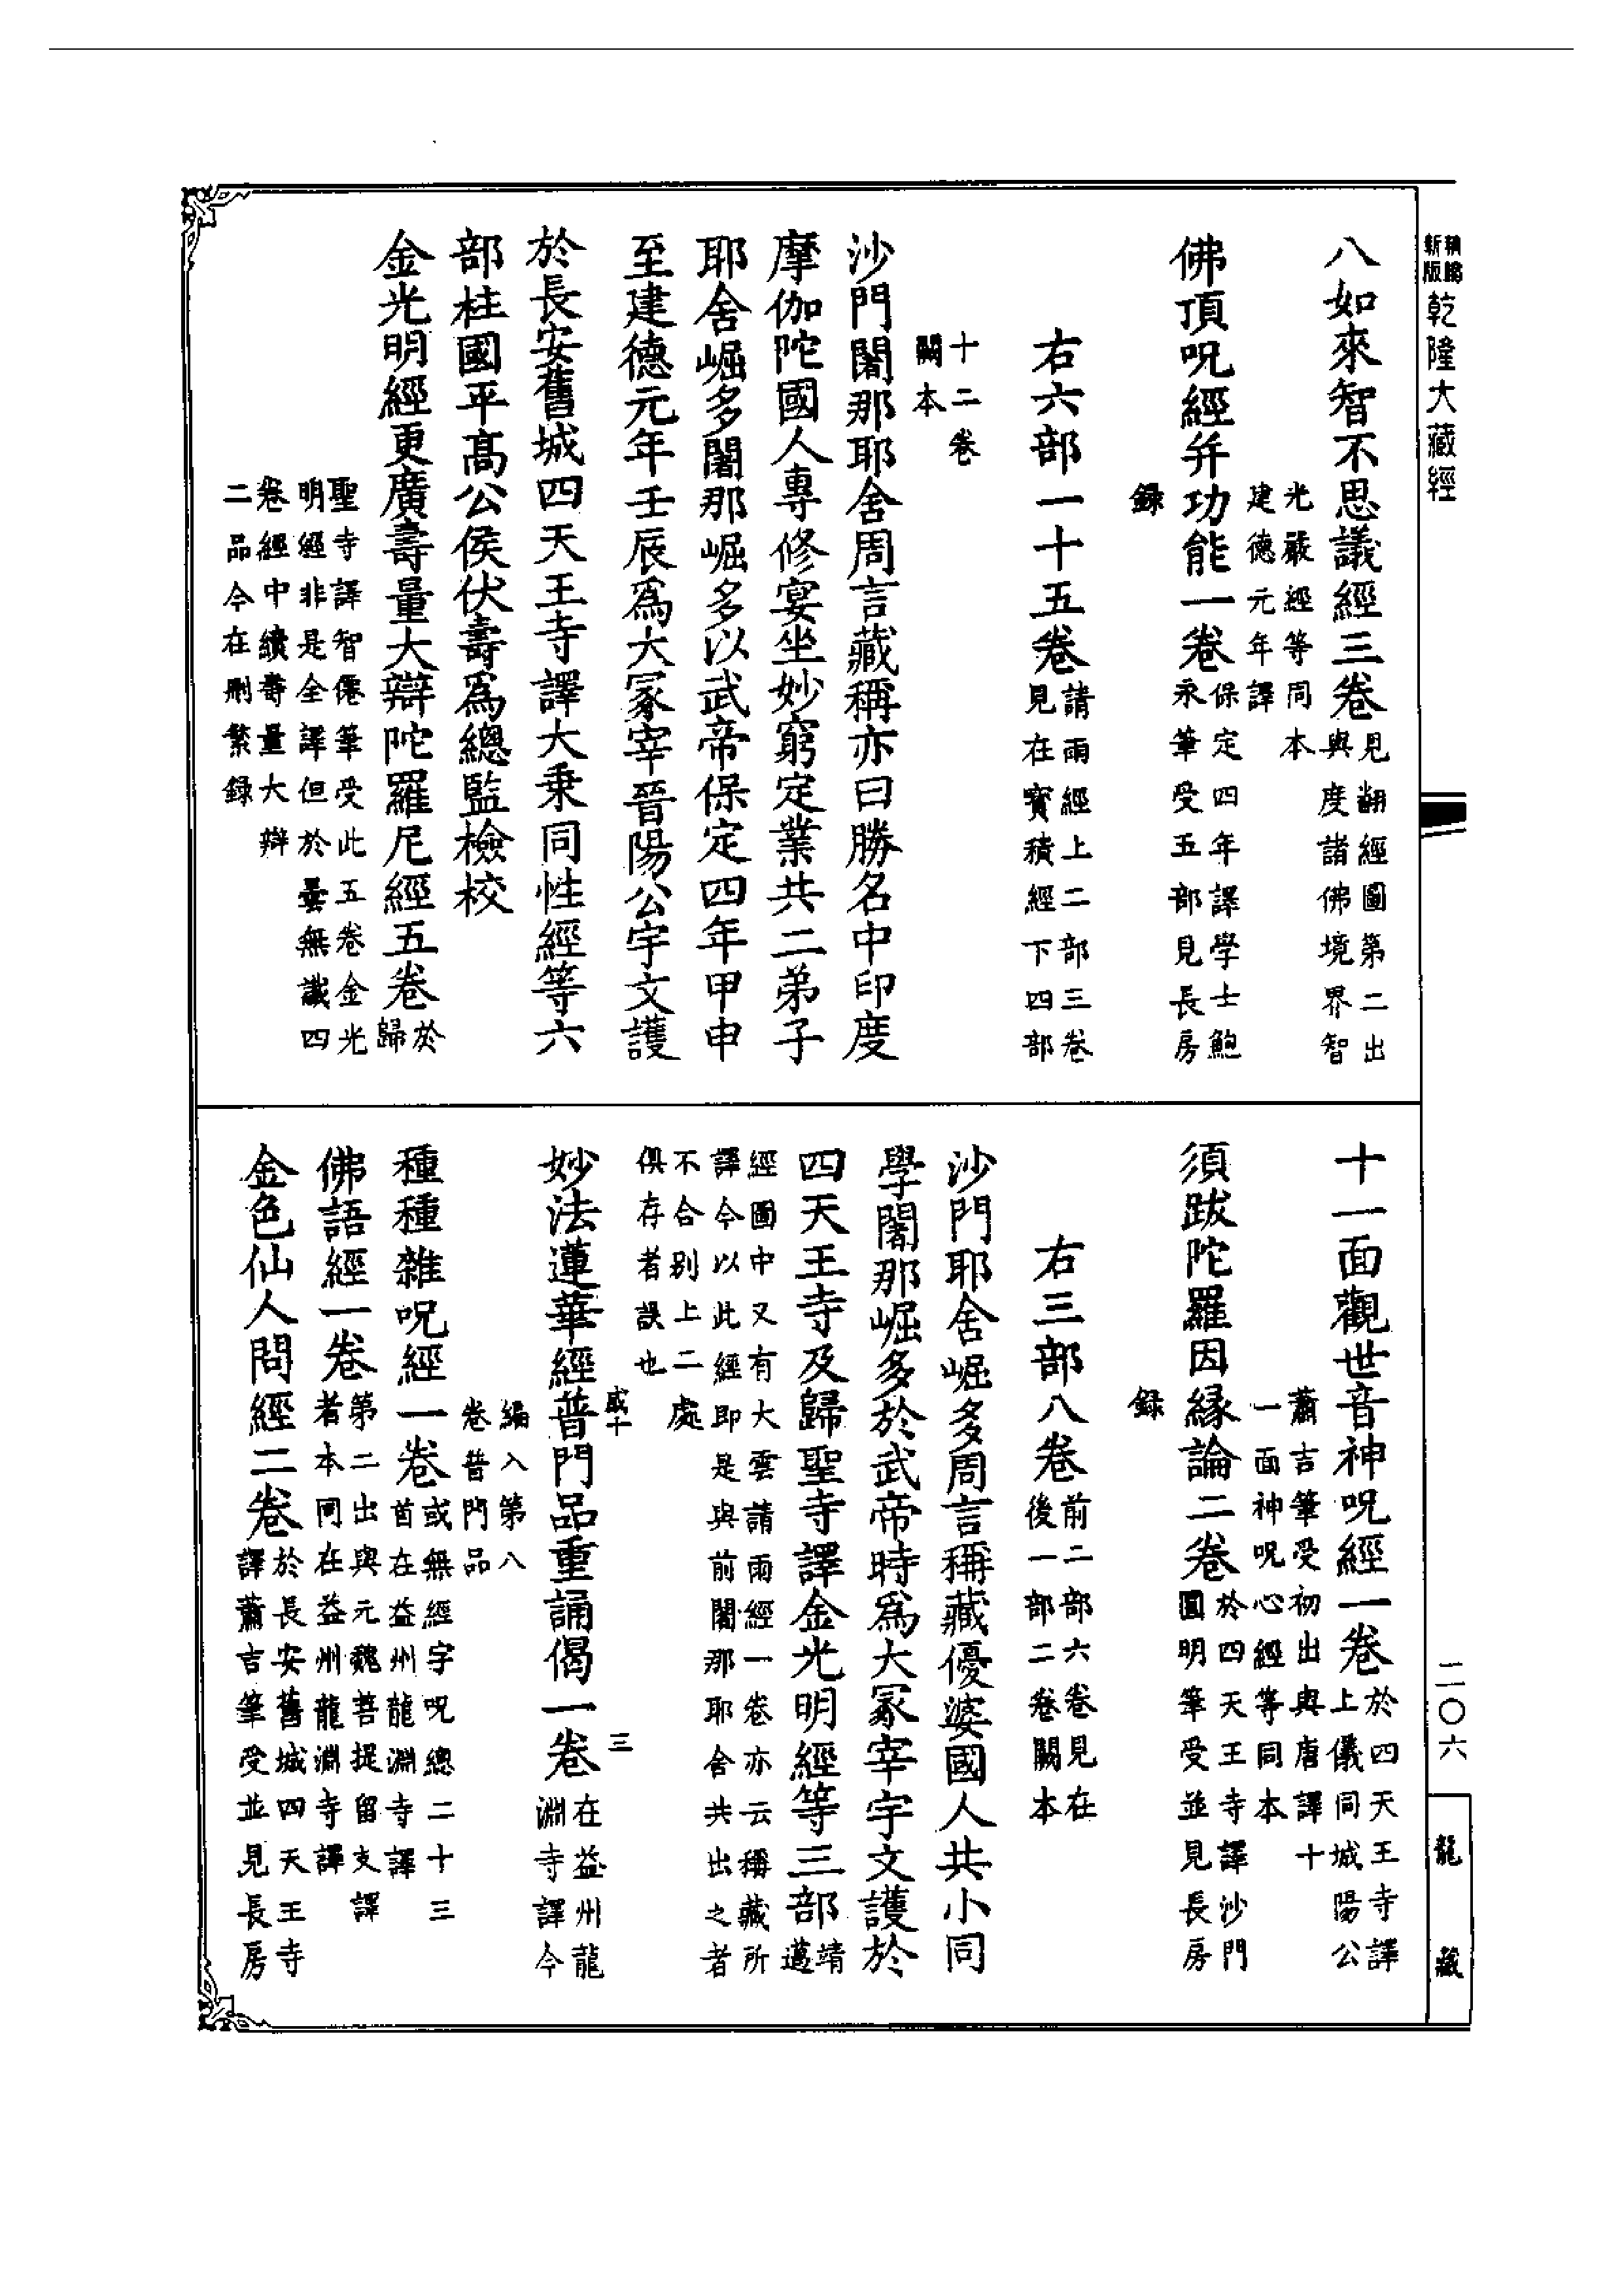 新版
乾隆大藏經
八如來智不思議經三卷見翻經圖第二出
與度諸佛境界智
光嚴經等同本
建德元年譯
佛頂呪經并功能一卷保定四年譯學士鮑
永筆受五部見長房
錄
右六部一十五卷請雨經上二部三卷
見在寶積經下四部
十二卷
闕本
沙門闍那耶舍周言藏稱亦曰勝名中印度
摩伽陀國人專修宴坐妙窮定業共二弟子
耶舍崛多闍那崛多以武帝保定四年甲申
至建德元年壬辰爲大冢宰晉陽公宇文護
於長安舊城四天王寺譯大乘同性經等六
部柱國平高公侯伏壽爲總監檢校
金光明經更廣壽量大辯陀羅尼經五卷於
歸
聖寺譯智僊筆受此五卷金光
明經非是全譯但於曇無讖四
卷經中續壽量大辯
二品今在刪繁錄
十一面觀世音神呪經一卷於四天王寺譯
上儀同城陽公
蕭吉筆受初出與唐譯十
一面神呪心經等同本
須跋陀羅因緣論二卷於四天王寺譯沙門
圓明筆受並見長房
錄
右三部八卷前二部六卷見在
後一部二卷闕本
沙門耶舍崛多周言稱藏優婆國人共小同
學闍那崛多於武帝時爲大冢宰宇文護於
四天王寺及歸聖寺譯金光明經等三部靖
邁
經圖中又有大雲請雨經一卷亦云稱藏所
譯今以此經即是與前闍那耶舍共出之者
不合別上二處
俱存者誤也
妙法蓮華經普門品重誦偈一卷在益州龍
淵寺譯今
編入第八
卷普門品
種種雜呪經一卷或無經字呪總二十三
首在益州龍淵寺譯
佛語經一卷第二出與元魏菩提留支譯
者本同在益州龍淵寺譯
金色仙人問經二卷於長安舊城四天王寺
譯蕭吉筆受並見長房
三
二〇六
龍藏